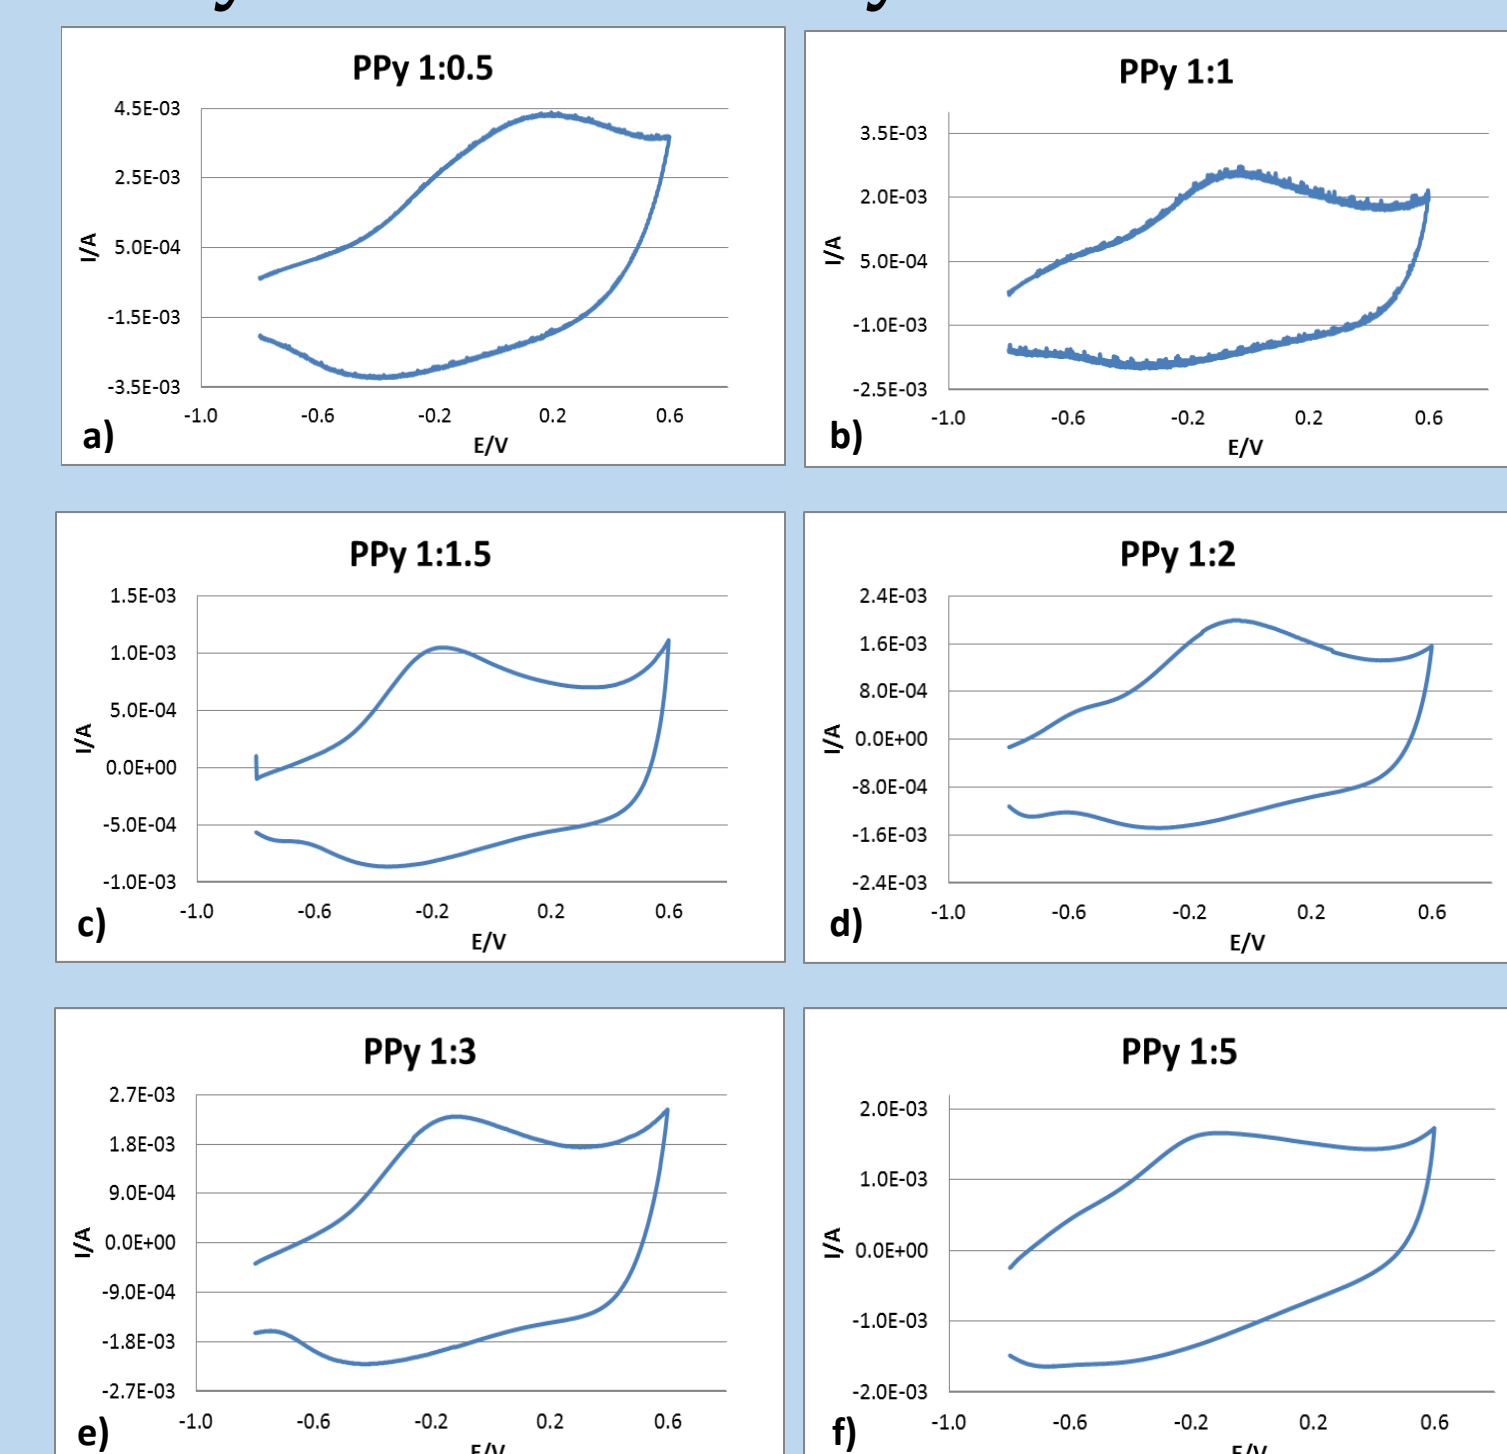 PPy 1:0.5
4.5E-03
2.5E-03
5.0E-04
-1.5E-03
-3.5E-03
I/A
-1.0 -0.6 -0.2 0.2 0.6
E/V
a)
PPy 1:1
3.5E-03
2.0E-03
5.0E-04
-1.0E-03
-2.5E-03
I/A
-1.0 -0.6 -0.2 0.2 0.6
E/V
b)
PPy 1:1.5
1.5E-03
1.0E-03
5.0E-04
0.0E+00
-5.0E-04
-1.0E-03
I/A
-1.0 -0.6 -0.2 0.2 0.6
E/V
c)
PPy 1:2
2.4E-03
1.6E-03
8.0E-04
0.0E+00
-8.0E-04
-1.6E-03
-2.4E-03
I/A
-1.0 -0.6 -0.2 0.2 0.6
E/V
d)
PPy 1:3
2.7E-03
1.8E-03
9.0E-04
0.0E+00
-9.0E-04
-1.8E-03
-2.7E-03
I/A
-1.0 -0.6 -0.2 0.2 0.6
E/V
e)
PPy 1:5
2.0E-03
1.0E-03
0.0E+00
-1.0E-03
-2.0E-03
I/A
-1.0 -0.6 -0.2 0.2 0.6
E/V
f)